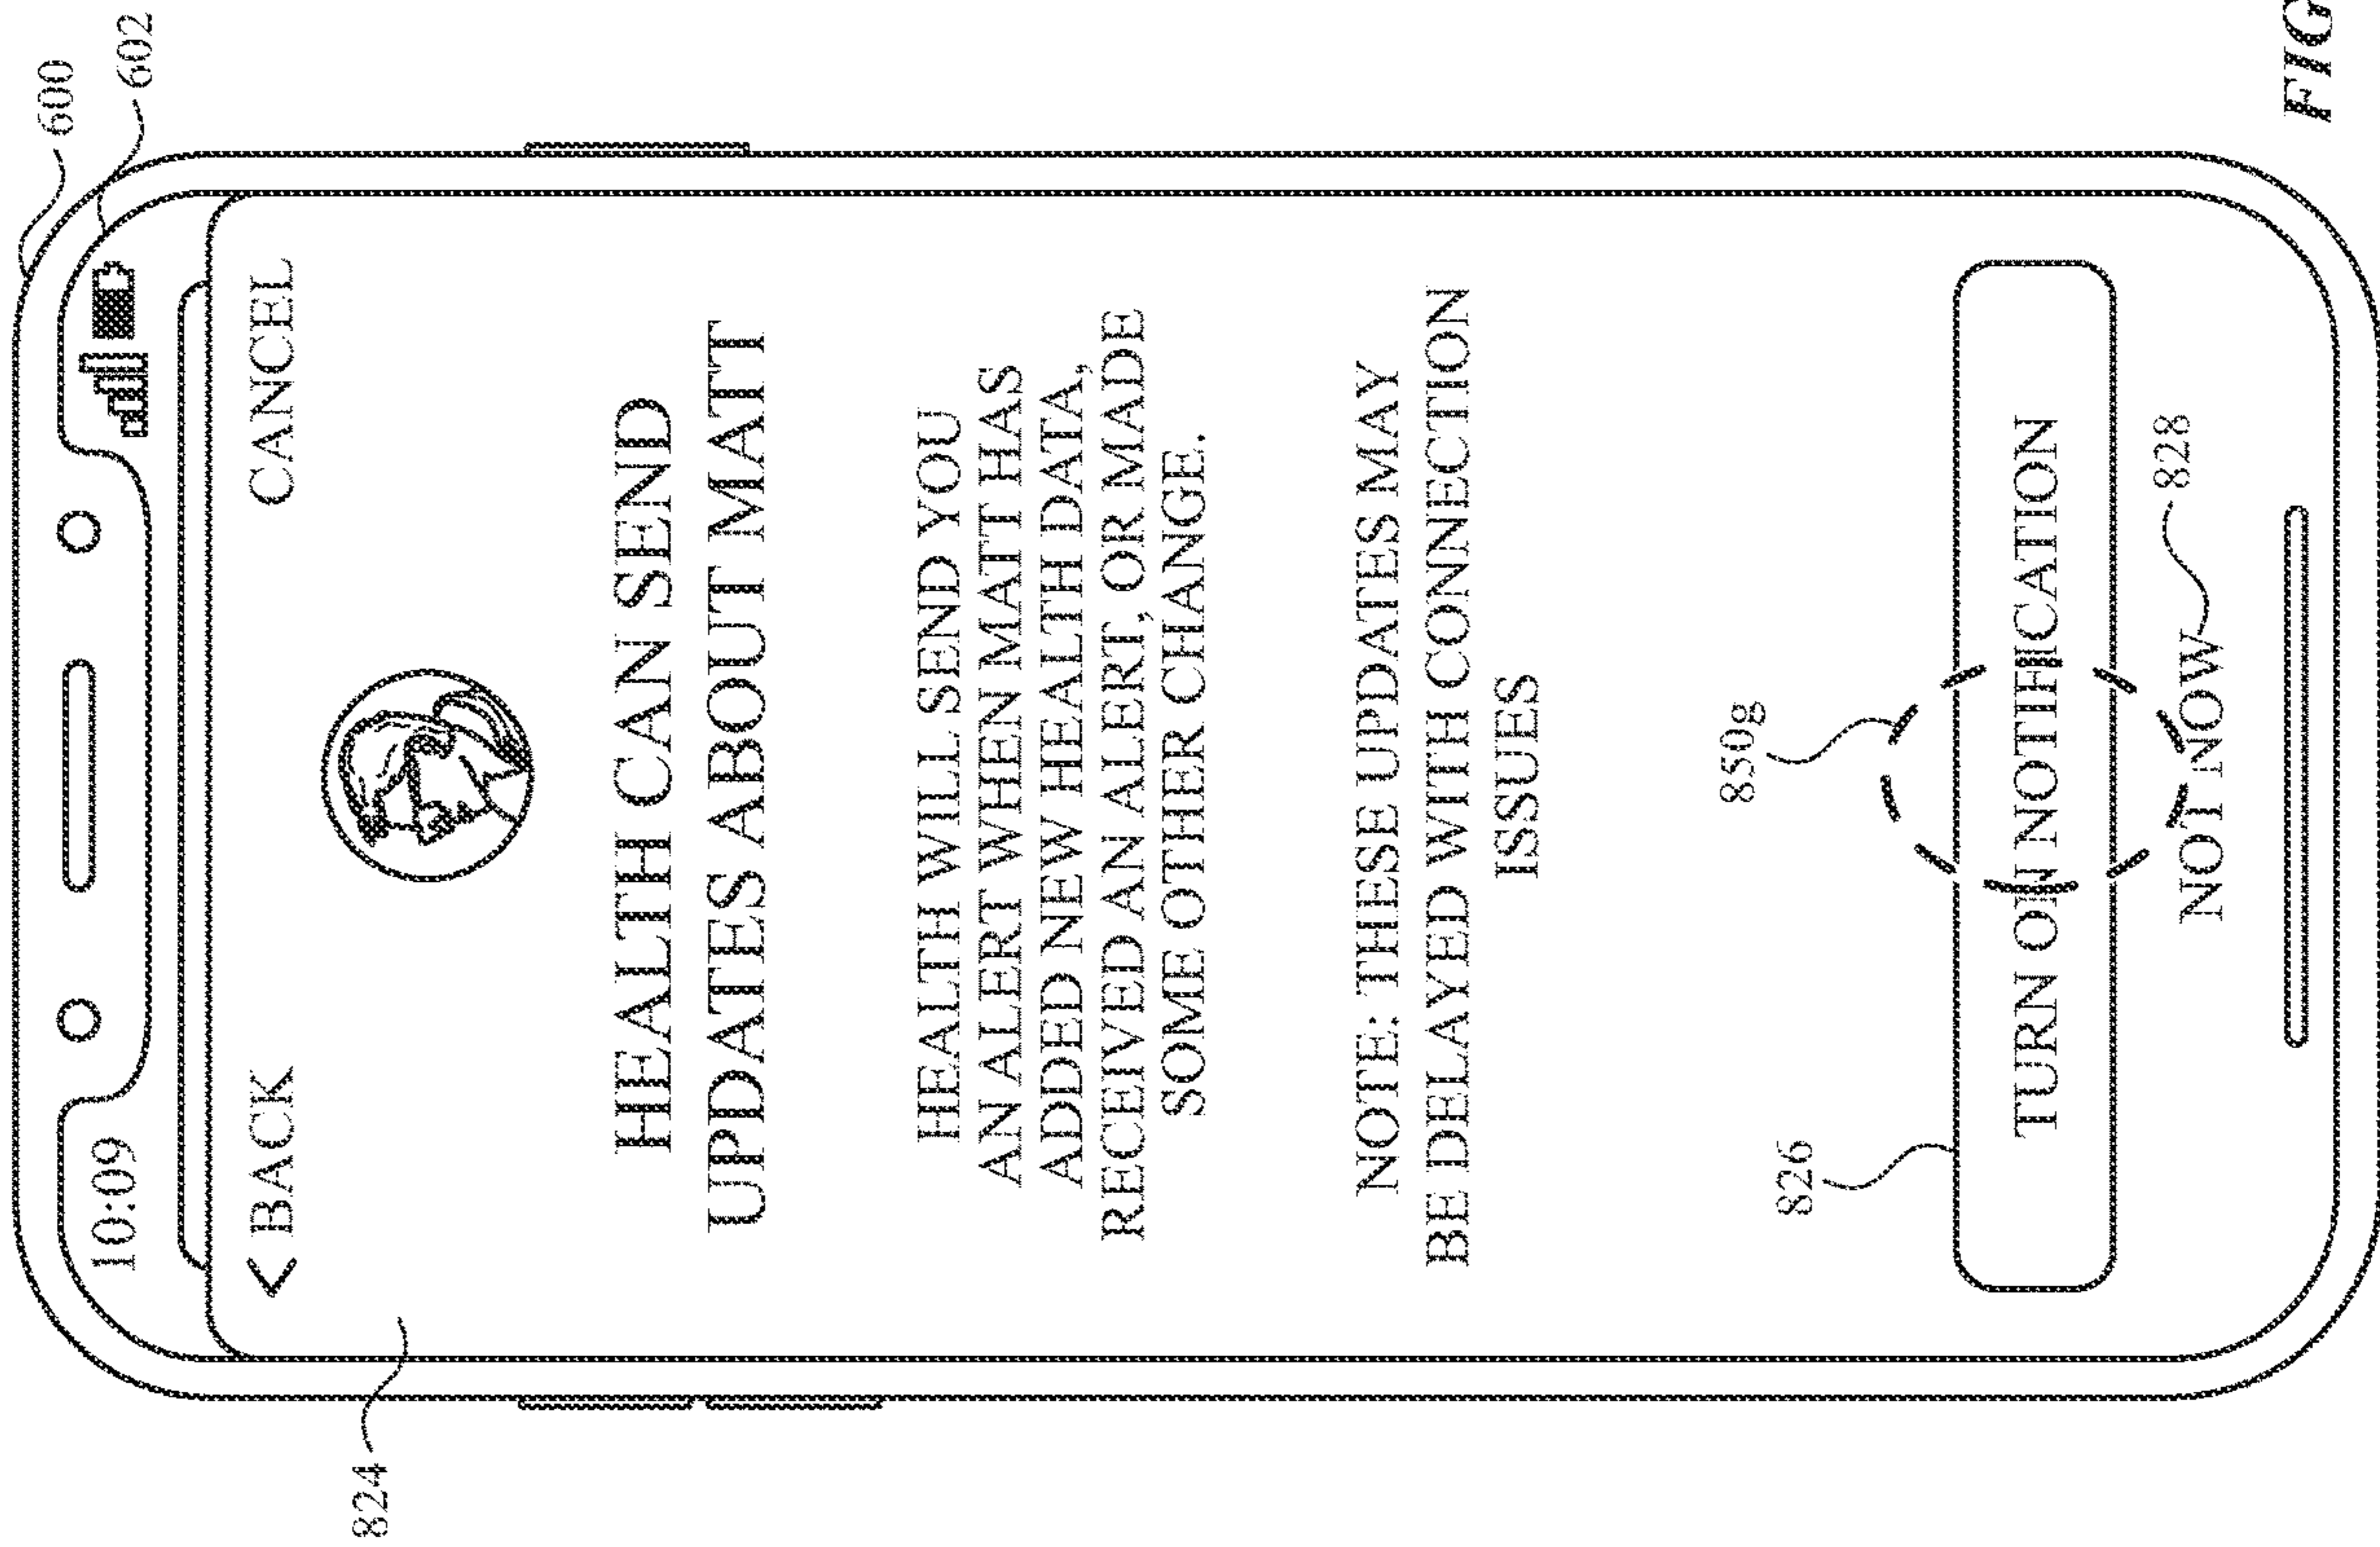 600
602
10:09
< BACK CANCEL
824
HEALTH CAN SEND
UPDATES ABOUT MATT
HEALTH WILL SEND YOU
AN ALERT WHEN MATT HAS
ADDED NEW HEALTH DATA,
RECEIVED AN ALERT, OR MADE
SOME OTHER CHANGE.
NOTE: THESE UPDATES MAY
BE DELAYED WITH CONNECTION
ISSUES
850g
826
TURN ON NOTIFICATION
828
NOT NOW
FIG